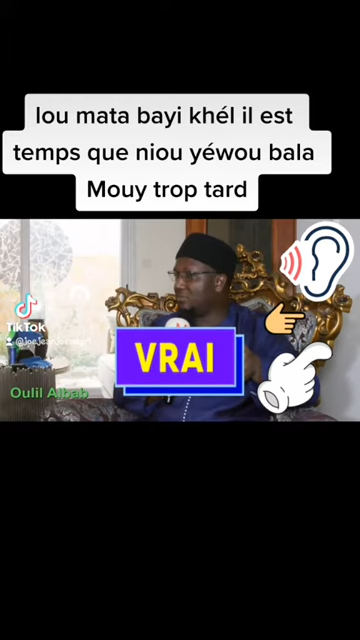 lou mata bayi khél il est
temps que niou yéwou bala
Mouy trop tard
TikTok
VRAI
Oulil Albab